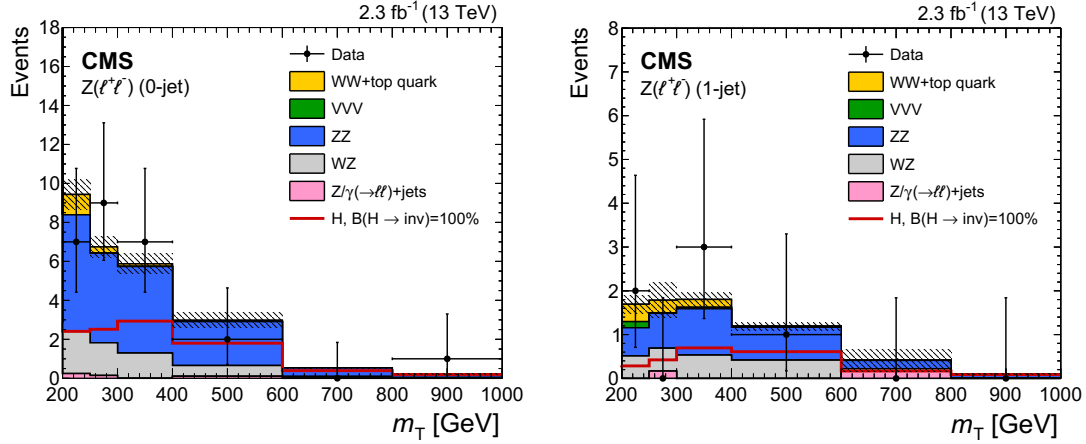 2.3 fb⁻¹ (13 TeV)
Events
18
16
14
12
10
8
6
4
2
0
CMS
Z(ℓ⁺ℓ⁻) (0-jet)
Data
WW+top quark
VVV
ZZ
WZ
Z/γ(→ℓℓ)+jets
H, B(H → inv)=100%
200 300 400 500 600 700 800 900 1000
m_T [GeV]
2.3 fb⁻¹ (13 TeV)
Events
8
7
6
5
4
3
2
1
0
CMS
Z(ℓ⁺ℓ⁻) (1-jet)
Data
WW+top quark
VVV
ZZ
WZ
Z/γ(→ℓℓ)+jets
H, B(H → inv)=100%
200 300 400 500 600 700 800 900 1000
m_T [GeV]